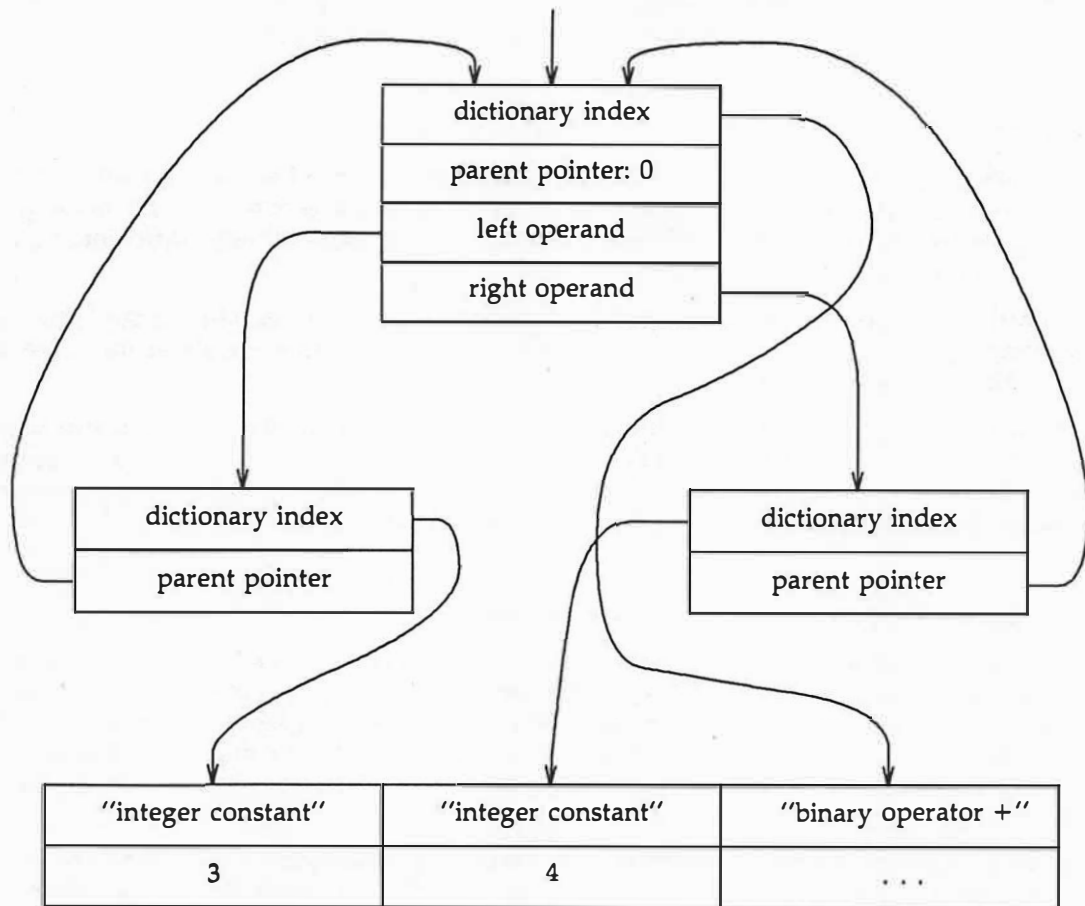 dictionary index
parent pointer: 0
left operand
right operand
dictionary index
parent pointer
dictionary index
parent pointer
"integer constant"
"integer constant"
"binary operator +"
3
4
. . .